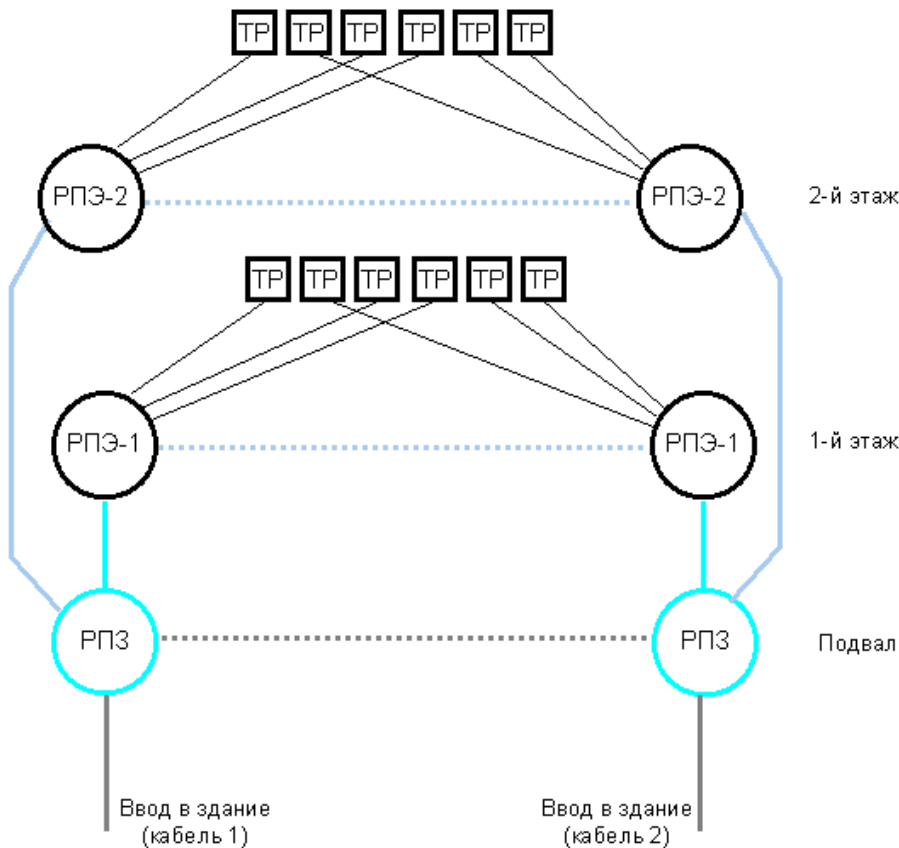 ТР ТР ТР ТР ТР ТР
РПЭ-2 РПЭ-2 2-й этаж
ТР ТР ТР ТР ТР ТР
РПЭ-1 РПЭ-1 1-й этаж
РПЗ РПЗ Подвал
Ввод в здание
(кабель 1)
Ввод в здание
(кабель 2)